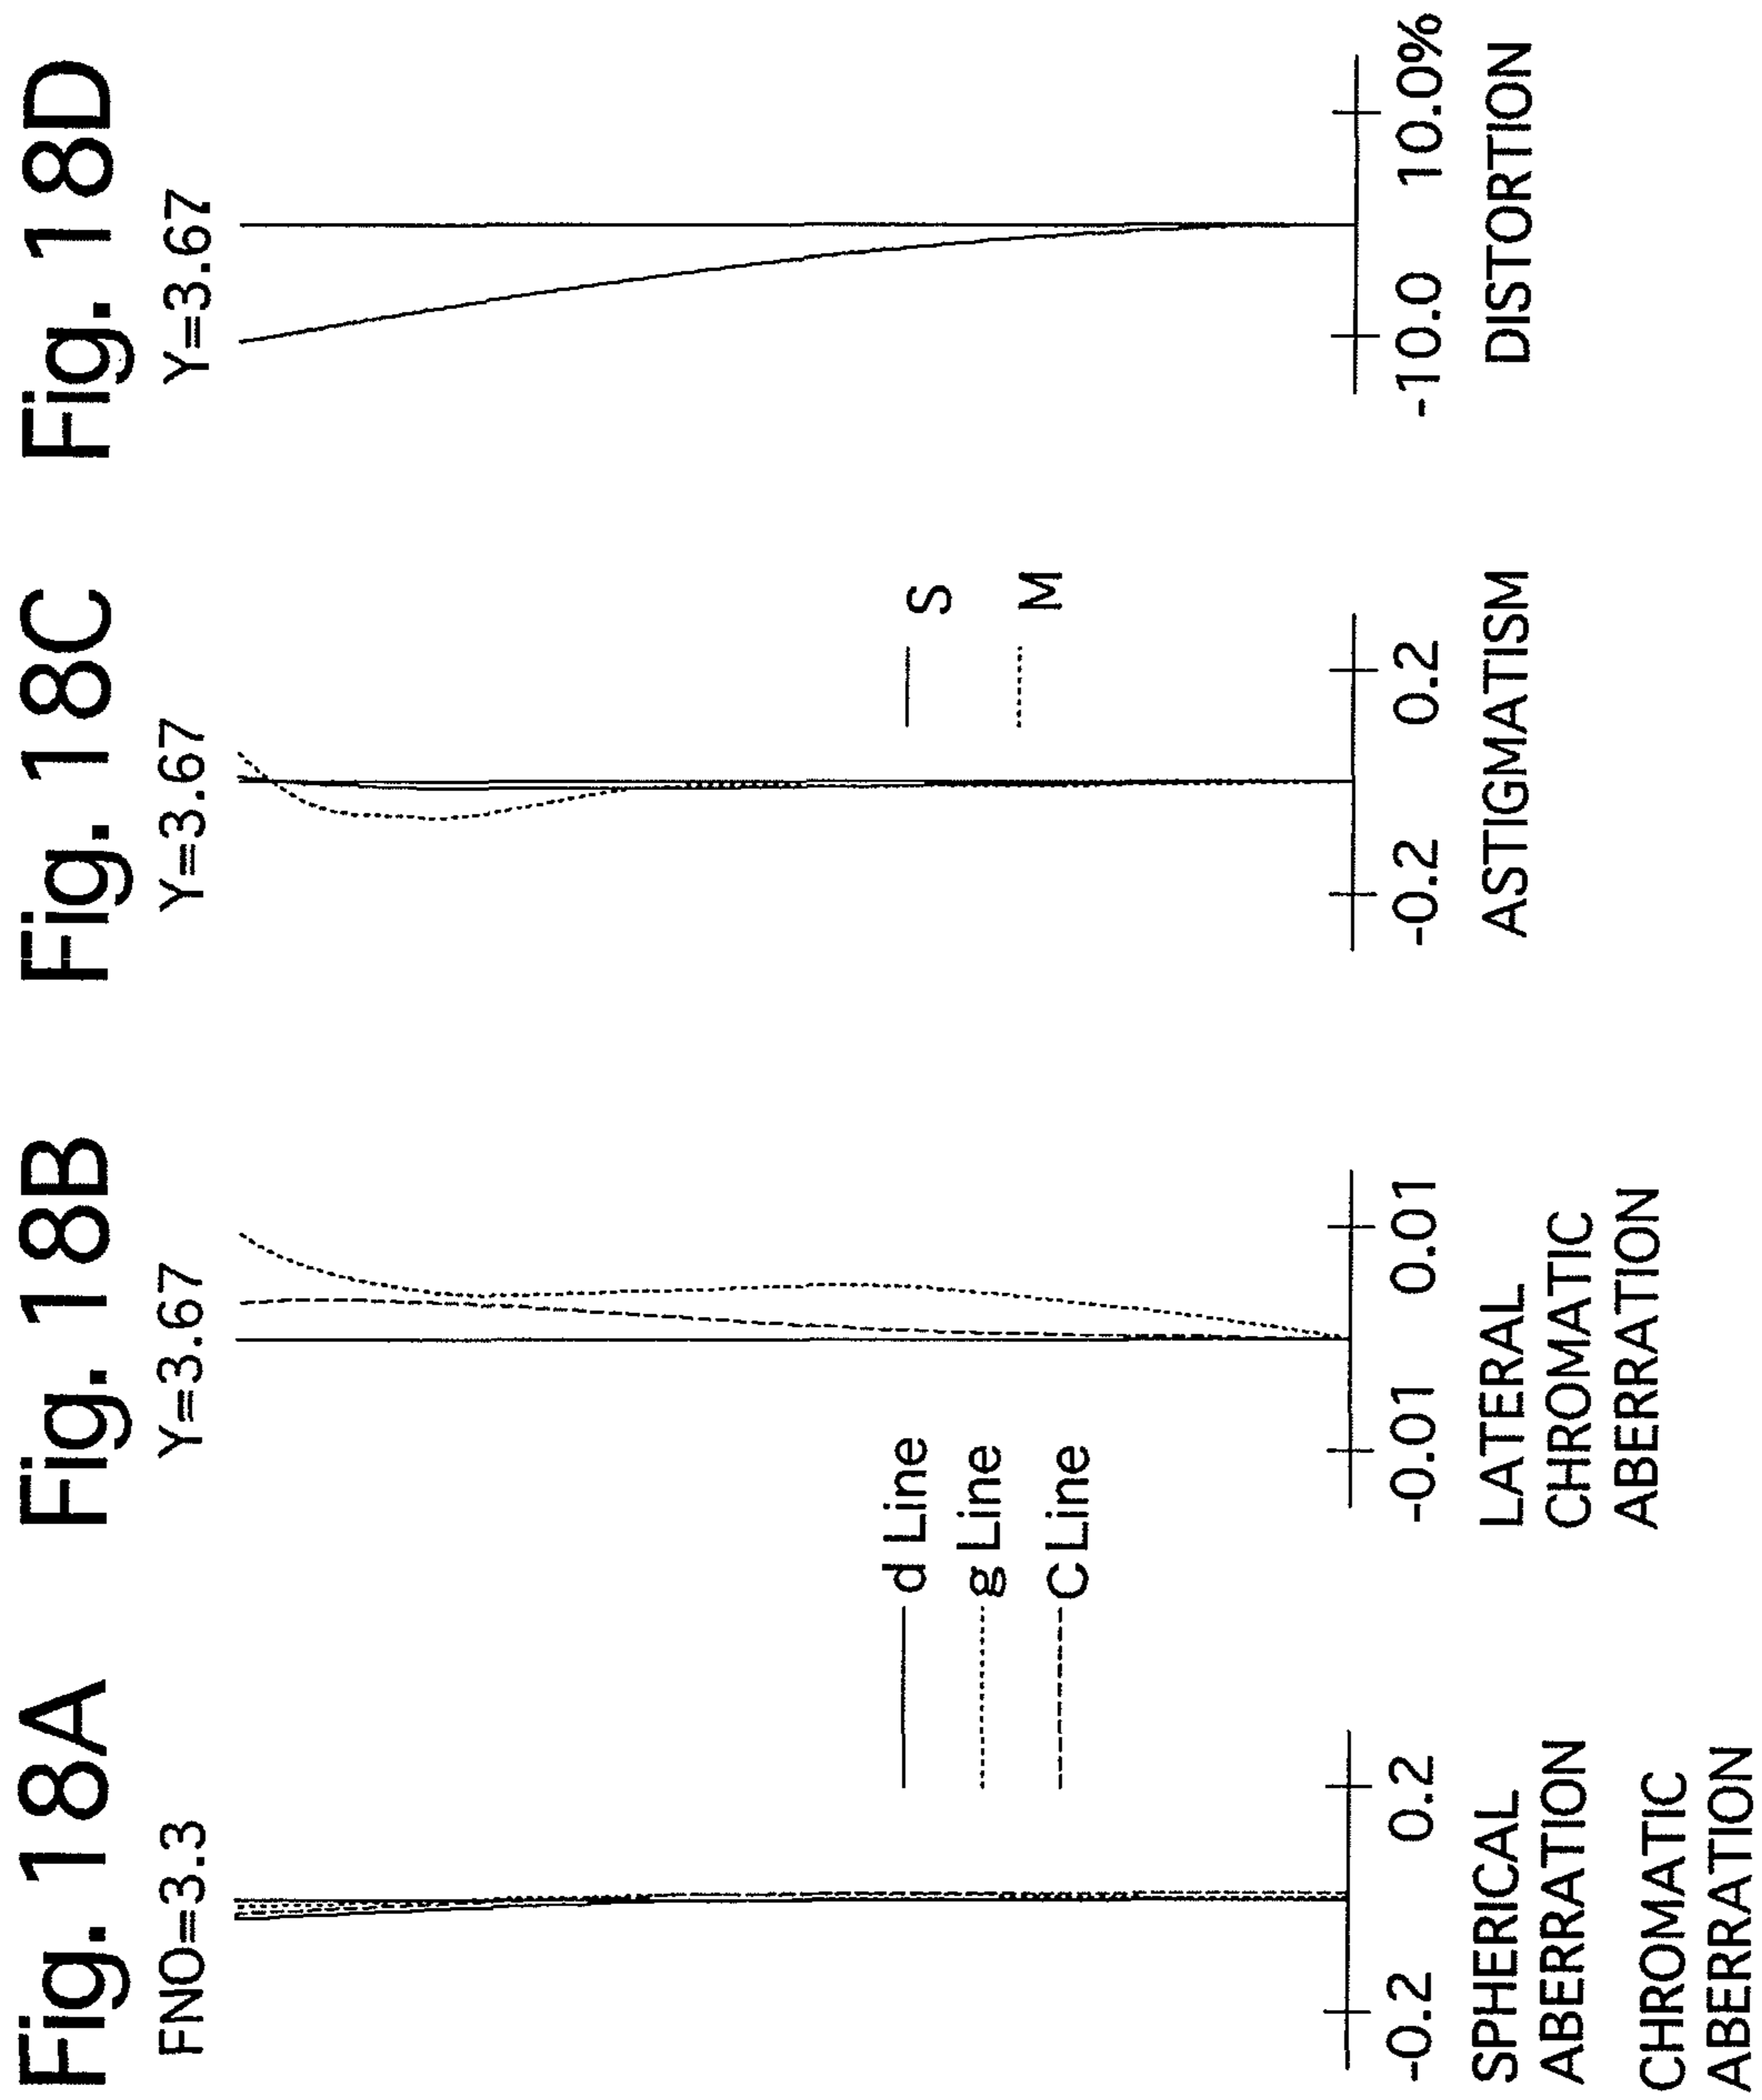 Fig. 18A
FNO=3.3
d Line
g Line
C Line
-0.2
0.2
SPHERICAL
ABERRATION
CHROMATIC
ABERRATION
Fig. 18B
Y=3.67
-0.01
0.01
LATERAL
CHROMATIC
ABERRATION
Fig. 18C
Y=3.67
S
M
-0.2
0.2
ASTIGMATISM
Fig. 18D
Y=3.67
-10.0
10.0%
DISTORTION